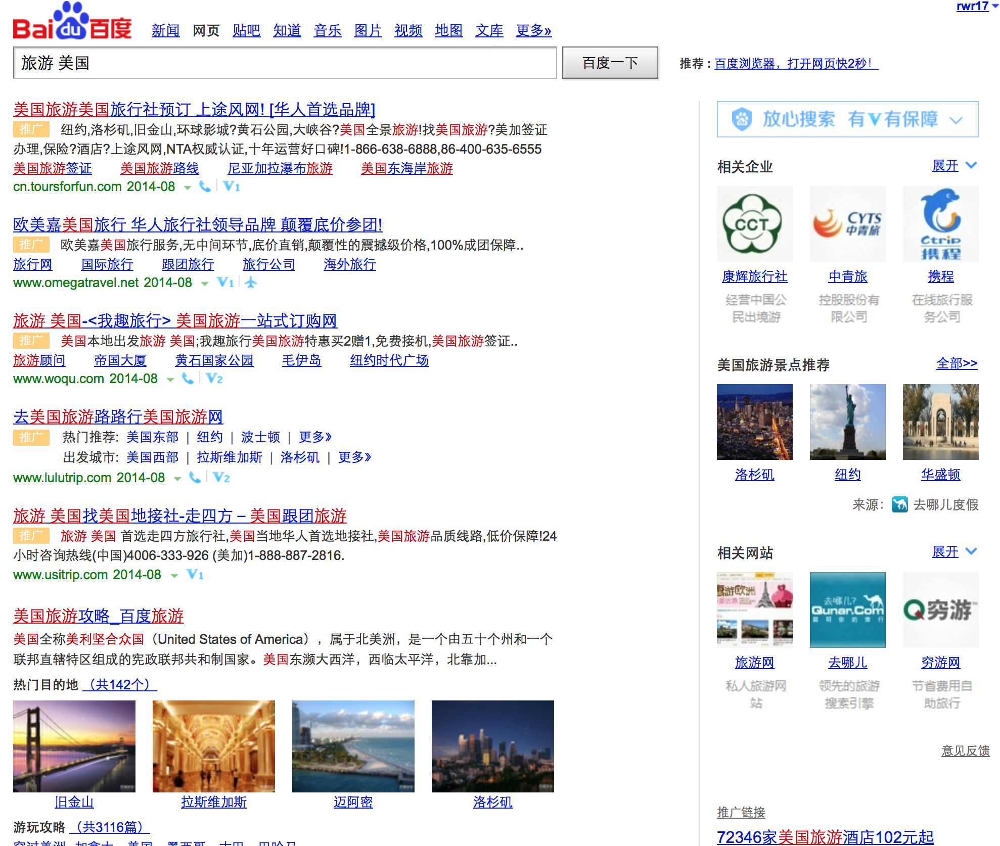 rwr17
Bai du 百度
新闻 网页 贴吧 知道 音乐 图片 视频 地图 文库 更多»
旅游 美国
百度一下
推荐 : 百度浏览器，打开网页快2秒！
美国旅游美国旅行社预订 上途风网! [华人首选品牌]
推广 纽约,洛杉矶,旧金山,环球影城?黄石公园,大峡谷?美国全景旅游!找美国旅游?美加签证
办理,保险?酒店?上途风网,NTA权威认证,十年运营好口碑!1-866-638-6888,86-400-635-6555
美国旅游签证 美国旅游路线 尼亚加拉瀑布旅游 美国东海岸旅游
cn.toursforfun.com 2014-08 V1
欧美嘉美国旅行 华人旅行社领导品牌 颠覆底价参团!
推广 欧美嘉美国旅行服务,无中间环节,底价直销,颠覆性的震撼级价格,100%成团保障..
旅行网 国际旅行 跟团旅行 旅行公司 海外旅行
www.omegatravel.net 2014-08 V1
旅游 美国-<我趣旅行> 美国旅游一站式订购网
推广 美国本地出发旅游 美国;我趣旅行美国旅游特惠买2赠1,免费接机,美国旅游签证..
旅游顾问 帝国大厦 黄石国家公园 毛伊岛 纽约时代广场
www.woqu.com 2014-08 V2
去美国旅游路路行美国旅游网
推广 热门推荐: 美国东部 | 纽约 | 波士顿 | 更多»
出发城市: 美国西部 | 拉斯维加斯 | 洛杉矶 | 更多»
www.lulutrip.com 2014-08 V2
旅游 美国找美国地接社-走四方 – 美国跟团旅游
推广 旅游 美国 首选走四方旅行社,美国当地华人首选地接社,美国旅游品质线路,低价保障!24
小时咨询热线(中国)4006-333-926 (美加)1-888-887-2816.
www.usitrip.com 2014-08 V1
美国旅游攻略_百度旅游
美国全称美利坚合众国（United States of America），属于北美洲，是一个由五十个州和一个
联邦直辖特区组成的宪政联邦共和制国家。美国东濒大西洋，西临太平洋，北靠加...
热门目的地 （共142个）
旧金山 拉斯维加斯 迈阿密 洛杉矶
游玩攻略 （共3116篇）
放心搜索 有V有保障
相关企业 展开
CCT CYTS 中青旅 Ctrip 携程
康辉旅行社 中青旅 携程
经营中国公 控股股份有 在线旅行服
民出境游 限公司 务公司
美国旅游景点推荐 全部>>
洛杉矶 纽约 华盛顿
来源： 去哪儿度假
相关网站 展开
惠游欧洲 去哪儿? Qunar.Com 聪明你的旅行 Q穷游™
旅游网 去哪儿 穷游网
私人旅游网 领先的旅游 节省费用自
站 搜索引擎 助旅行
意见反馈
推广链接
72346家美国旅游酒店102元起